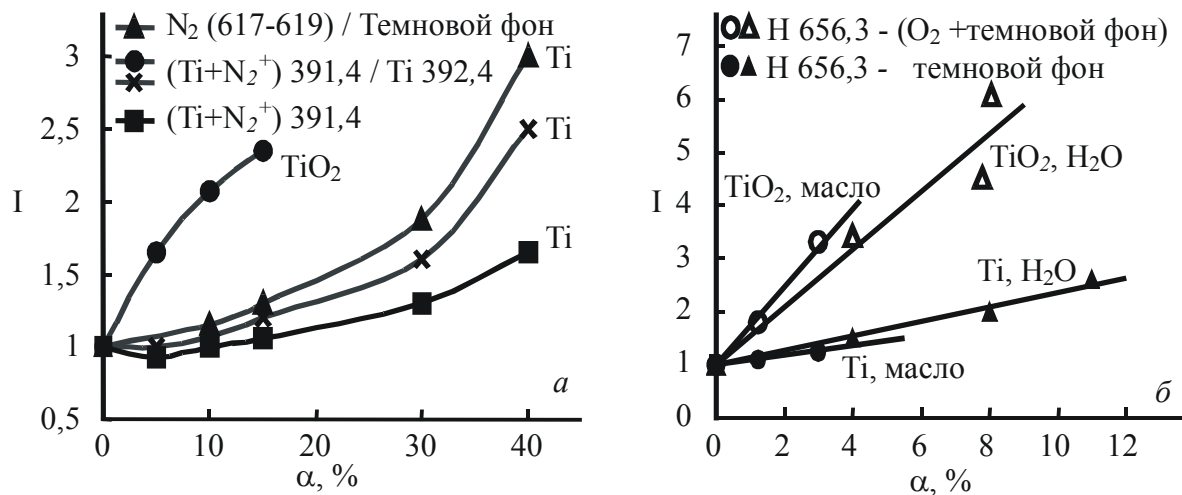 N₂ (617-619) / Темновой фон
(Ti+N₂⁺) 391,4 / Ti 392,4
(Ti+N₂⁺) 391,4
3
2,5
2
1,5
1
0,5
I
TiO₂
Ti
Ti
Ti
а
0 10 20 30 40
α, %
H 656,3 - (O₂ +темновой фон)
H 656,3 - темновой фон
7
6
5
4
3
2
1
0
I
TiO₂, масло
TiO₂, H₂O
Ti, H₂O
Ti, масло
б
0 2 4 6 8 10 12
α, %